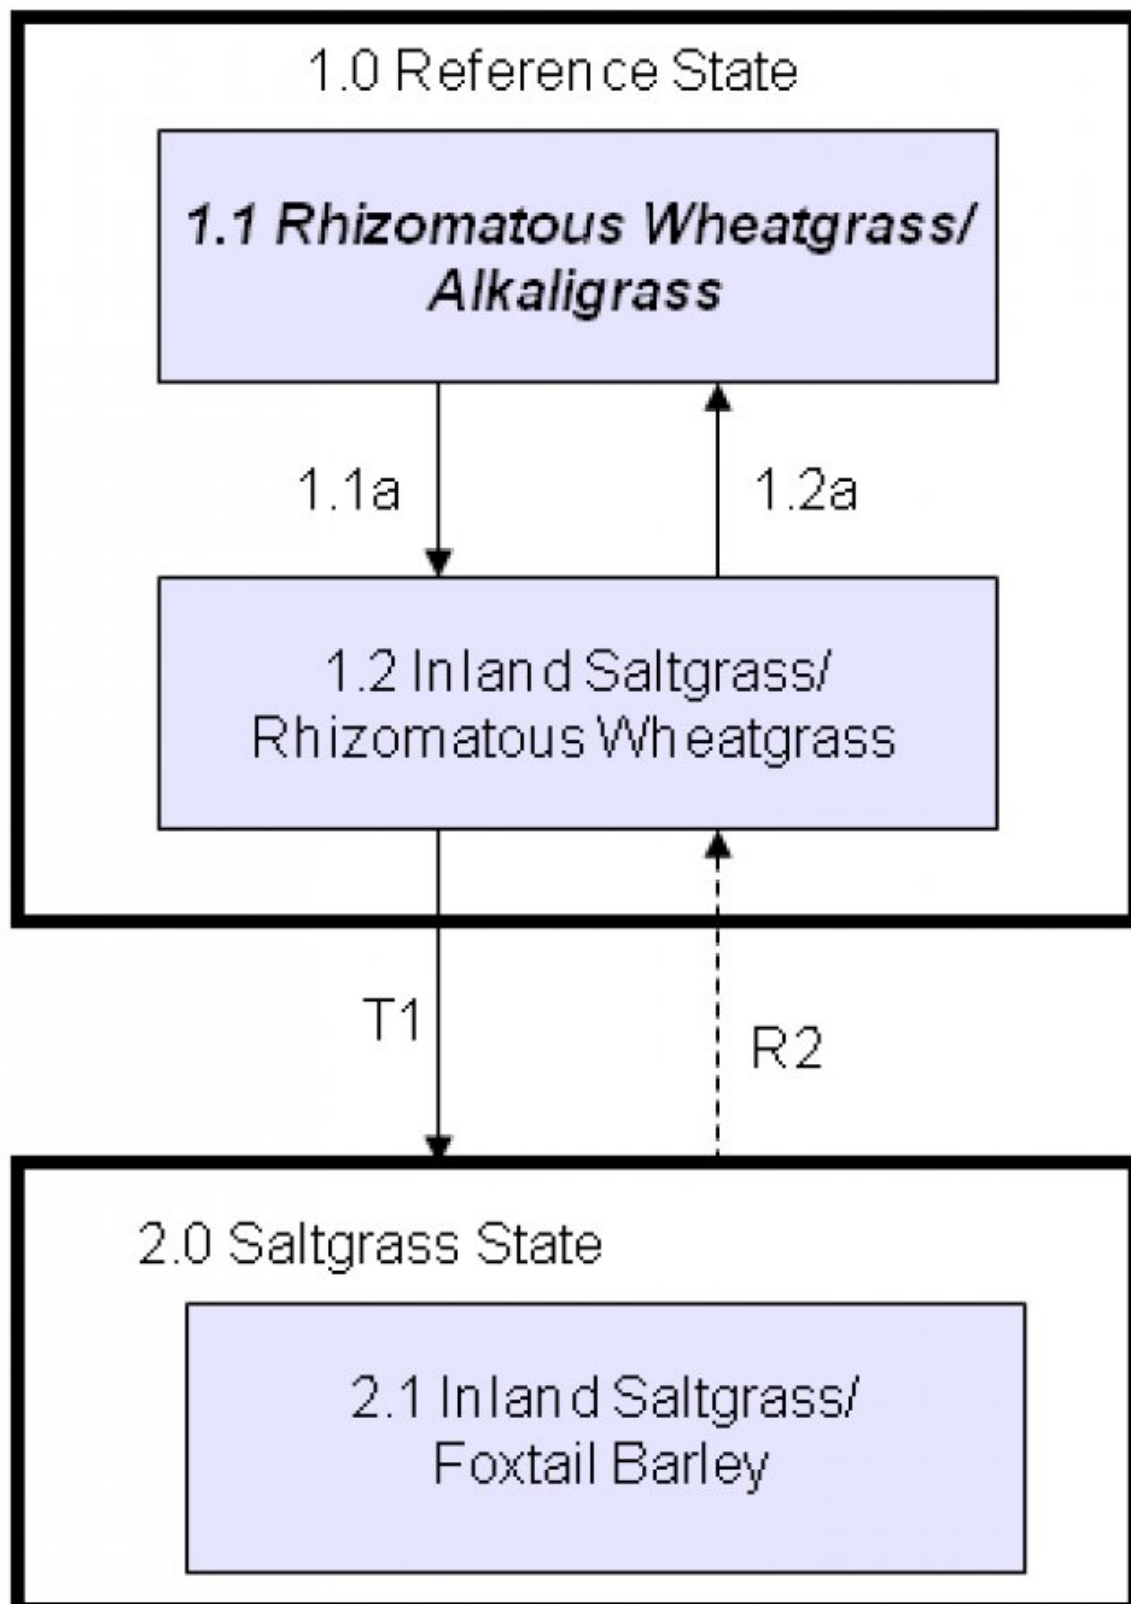 1.0 Reference State
1.1 Rhizomatous Wheatgrass/
Alkaligrass
1.1a
1.2a
1.2 Inland Saltgrass/
Rhizomatous Wheatgrass
T1
R2
2.0 Saltgrass State
2.1 Inland Saltgrass/
Foxtail Barley